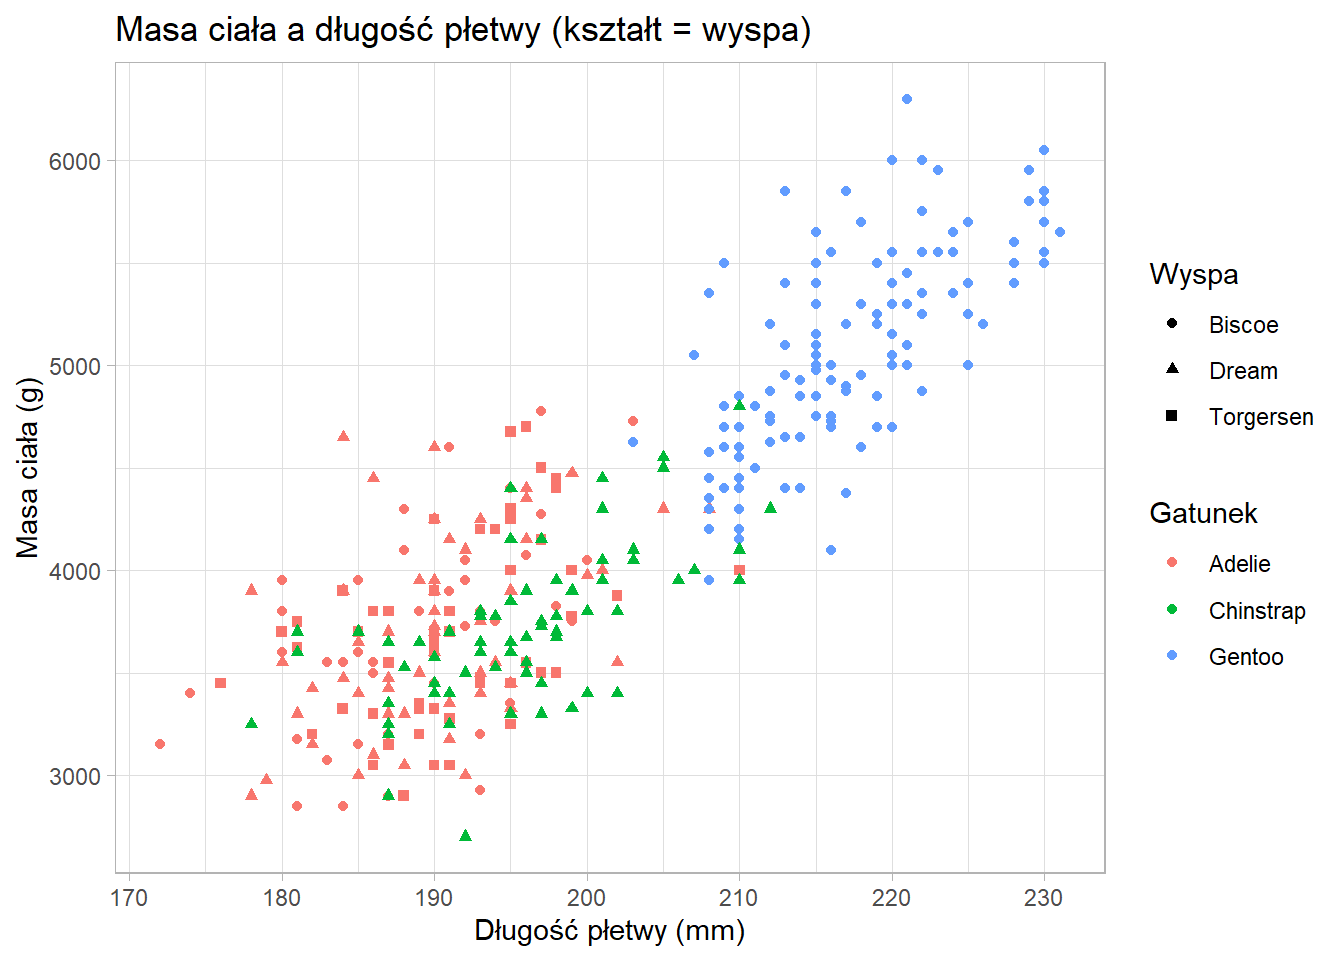 Masa ciała a długość płetwy (kształt = wyspa)
Masa ciała (g)
6000
5000
4000
3000
170 180 190 200 210 220 230
Długość płetwy (mm)
Wyspa
Biscoe
Dream
Torgersen
Gatunek
Adelie
Chinstrap
Gentoo